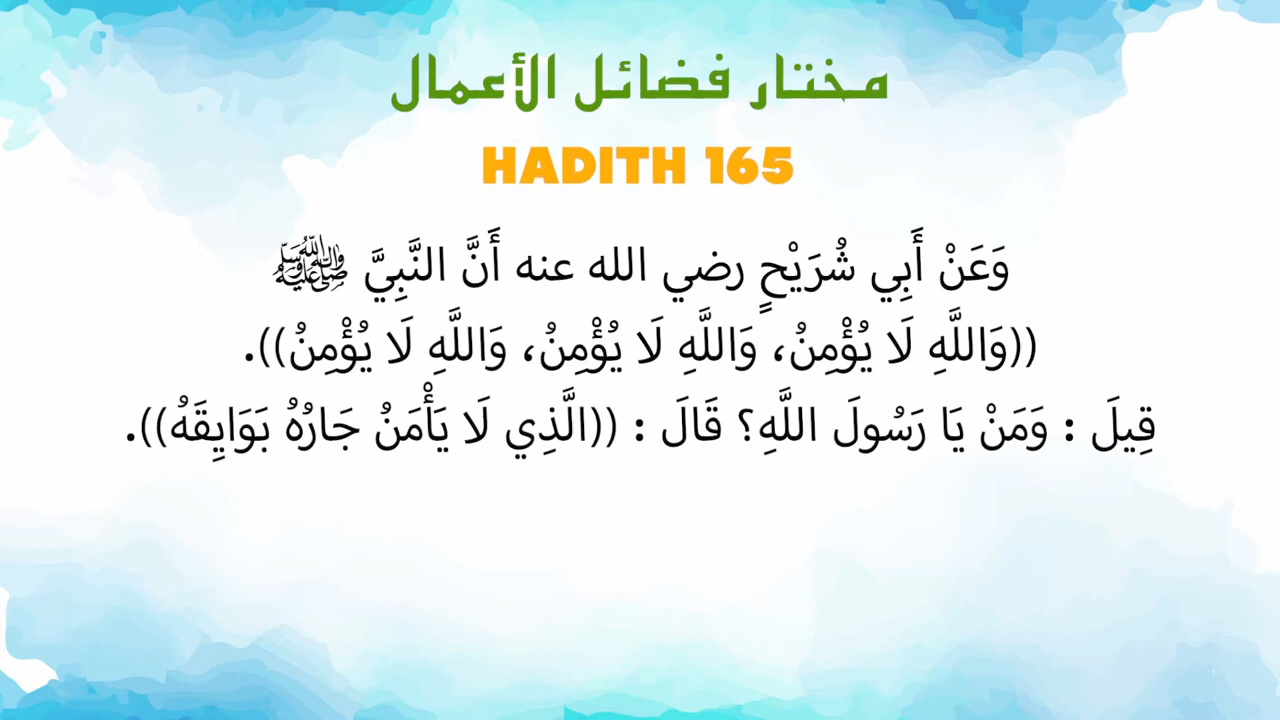 مختار فضائل الأعمال
HADITH 165
وَعَنْ أَبِي شُرَيْحٍ رضي الله عنه أَنَّ النَّبِيَّ ﷺ
((وَاللَّهِ لَا يُؤْمِنُ، وَاللَّهِ لَا يُؤْمِنُ، وَاللَّهِ لَا يُؤْمِنُ)).
قِيلَ : وَمَنْ يَا رَسُولَ اللَّهِ؟ قَالَ : ((الَّذِي لَا يَأْمَنُ جَارُهُ بَوَايِقَهُ)).